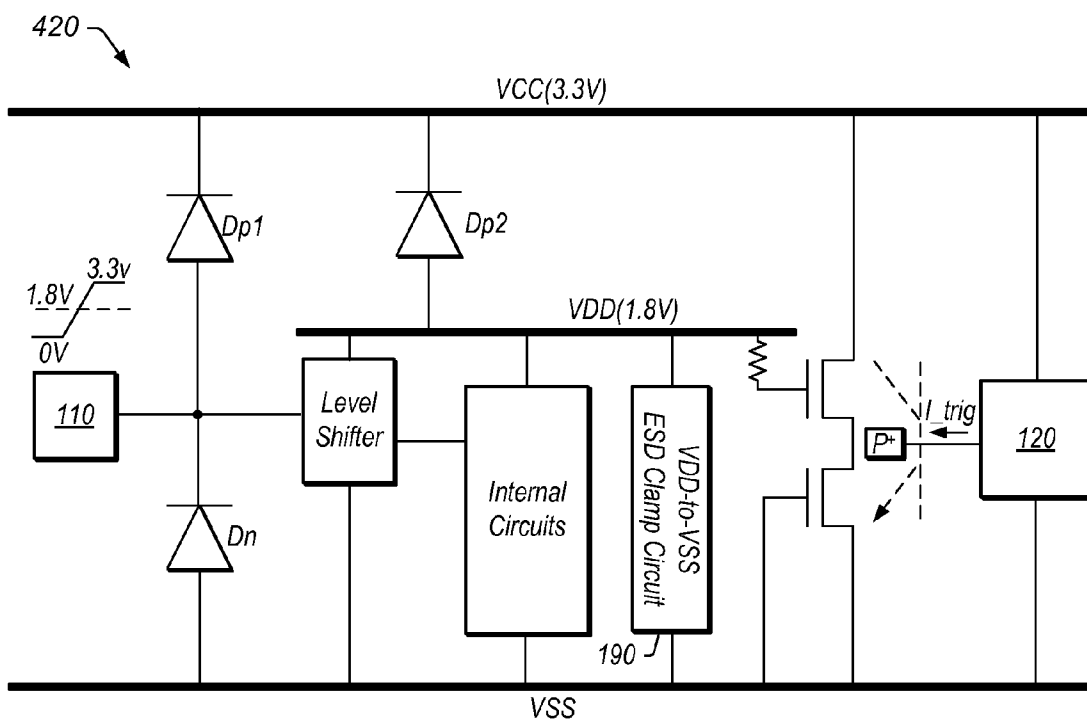 420
VCC(3.3V)
Dp1
Dp2
3.3v
1.8V
0V
VDD(1.8V)
110
Level
Shifter
Internal
Circuits
VDD-to-VSS
ESD Clamp Circuit
I_trig
P+
120
Dn
190
VSS